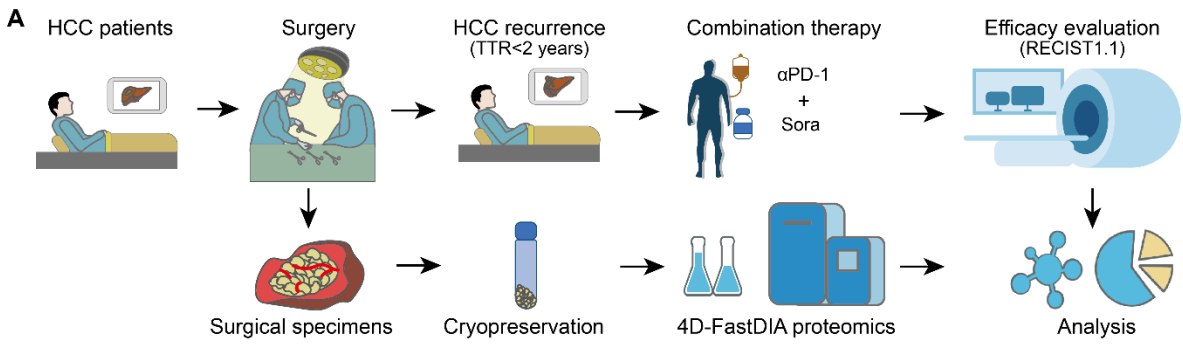 A
HCC patients
Surgery
HCC recurrence
(TTR<2 years)
Combination therapy
Efficacy evaluation
(RECIST1.1)
αPD-1
+
Sora
Surgical specimens
Cryopreservation
4D-FastDIA proteomics
Analysis